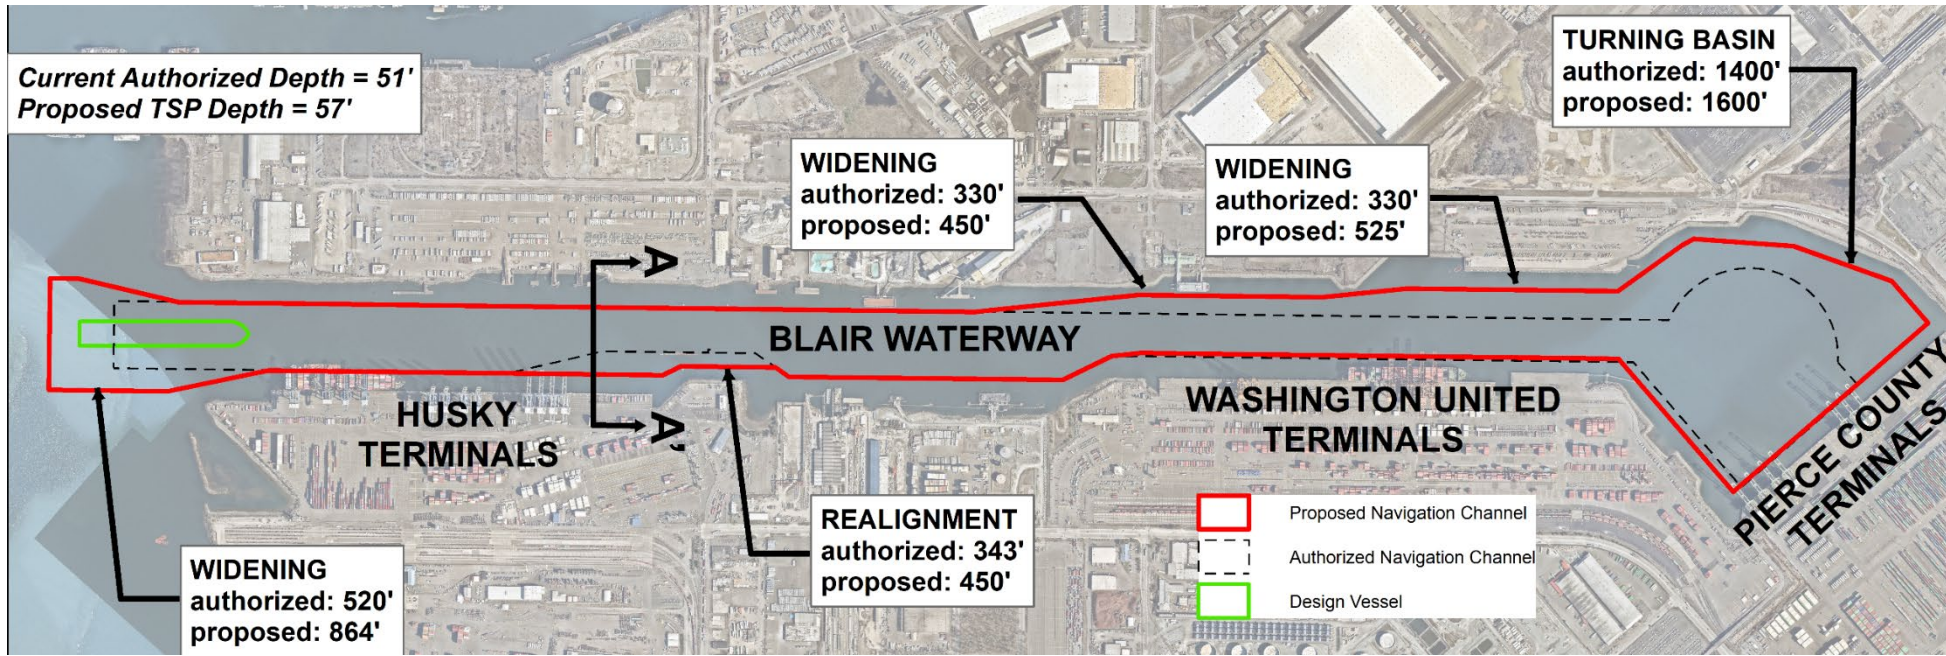 Current Authorized Depth = 51'
Proposed TSP Depth = 57'
TURNING BASIN
authorized: 1400'
proposed: 1600'
WIDENING
authorized: 330'
proposed: 450'
WIDENING
authorized: 330'
proposed: 525'
A
BLAIR WATERWAY
HUSKY
TERMINALS
A'
WASHINGTON UNITED
TERMINALS
PIERCE COUNTY
TERMINALS
REALIGNMENT
authorized: 343'
proposed: 450'
WIDENING
authorized: 520'
proposed: 864'
Proposed Navigation Channel
Authorized Navigation Channel
Design Vessel